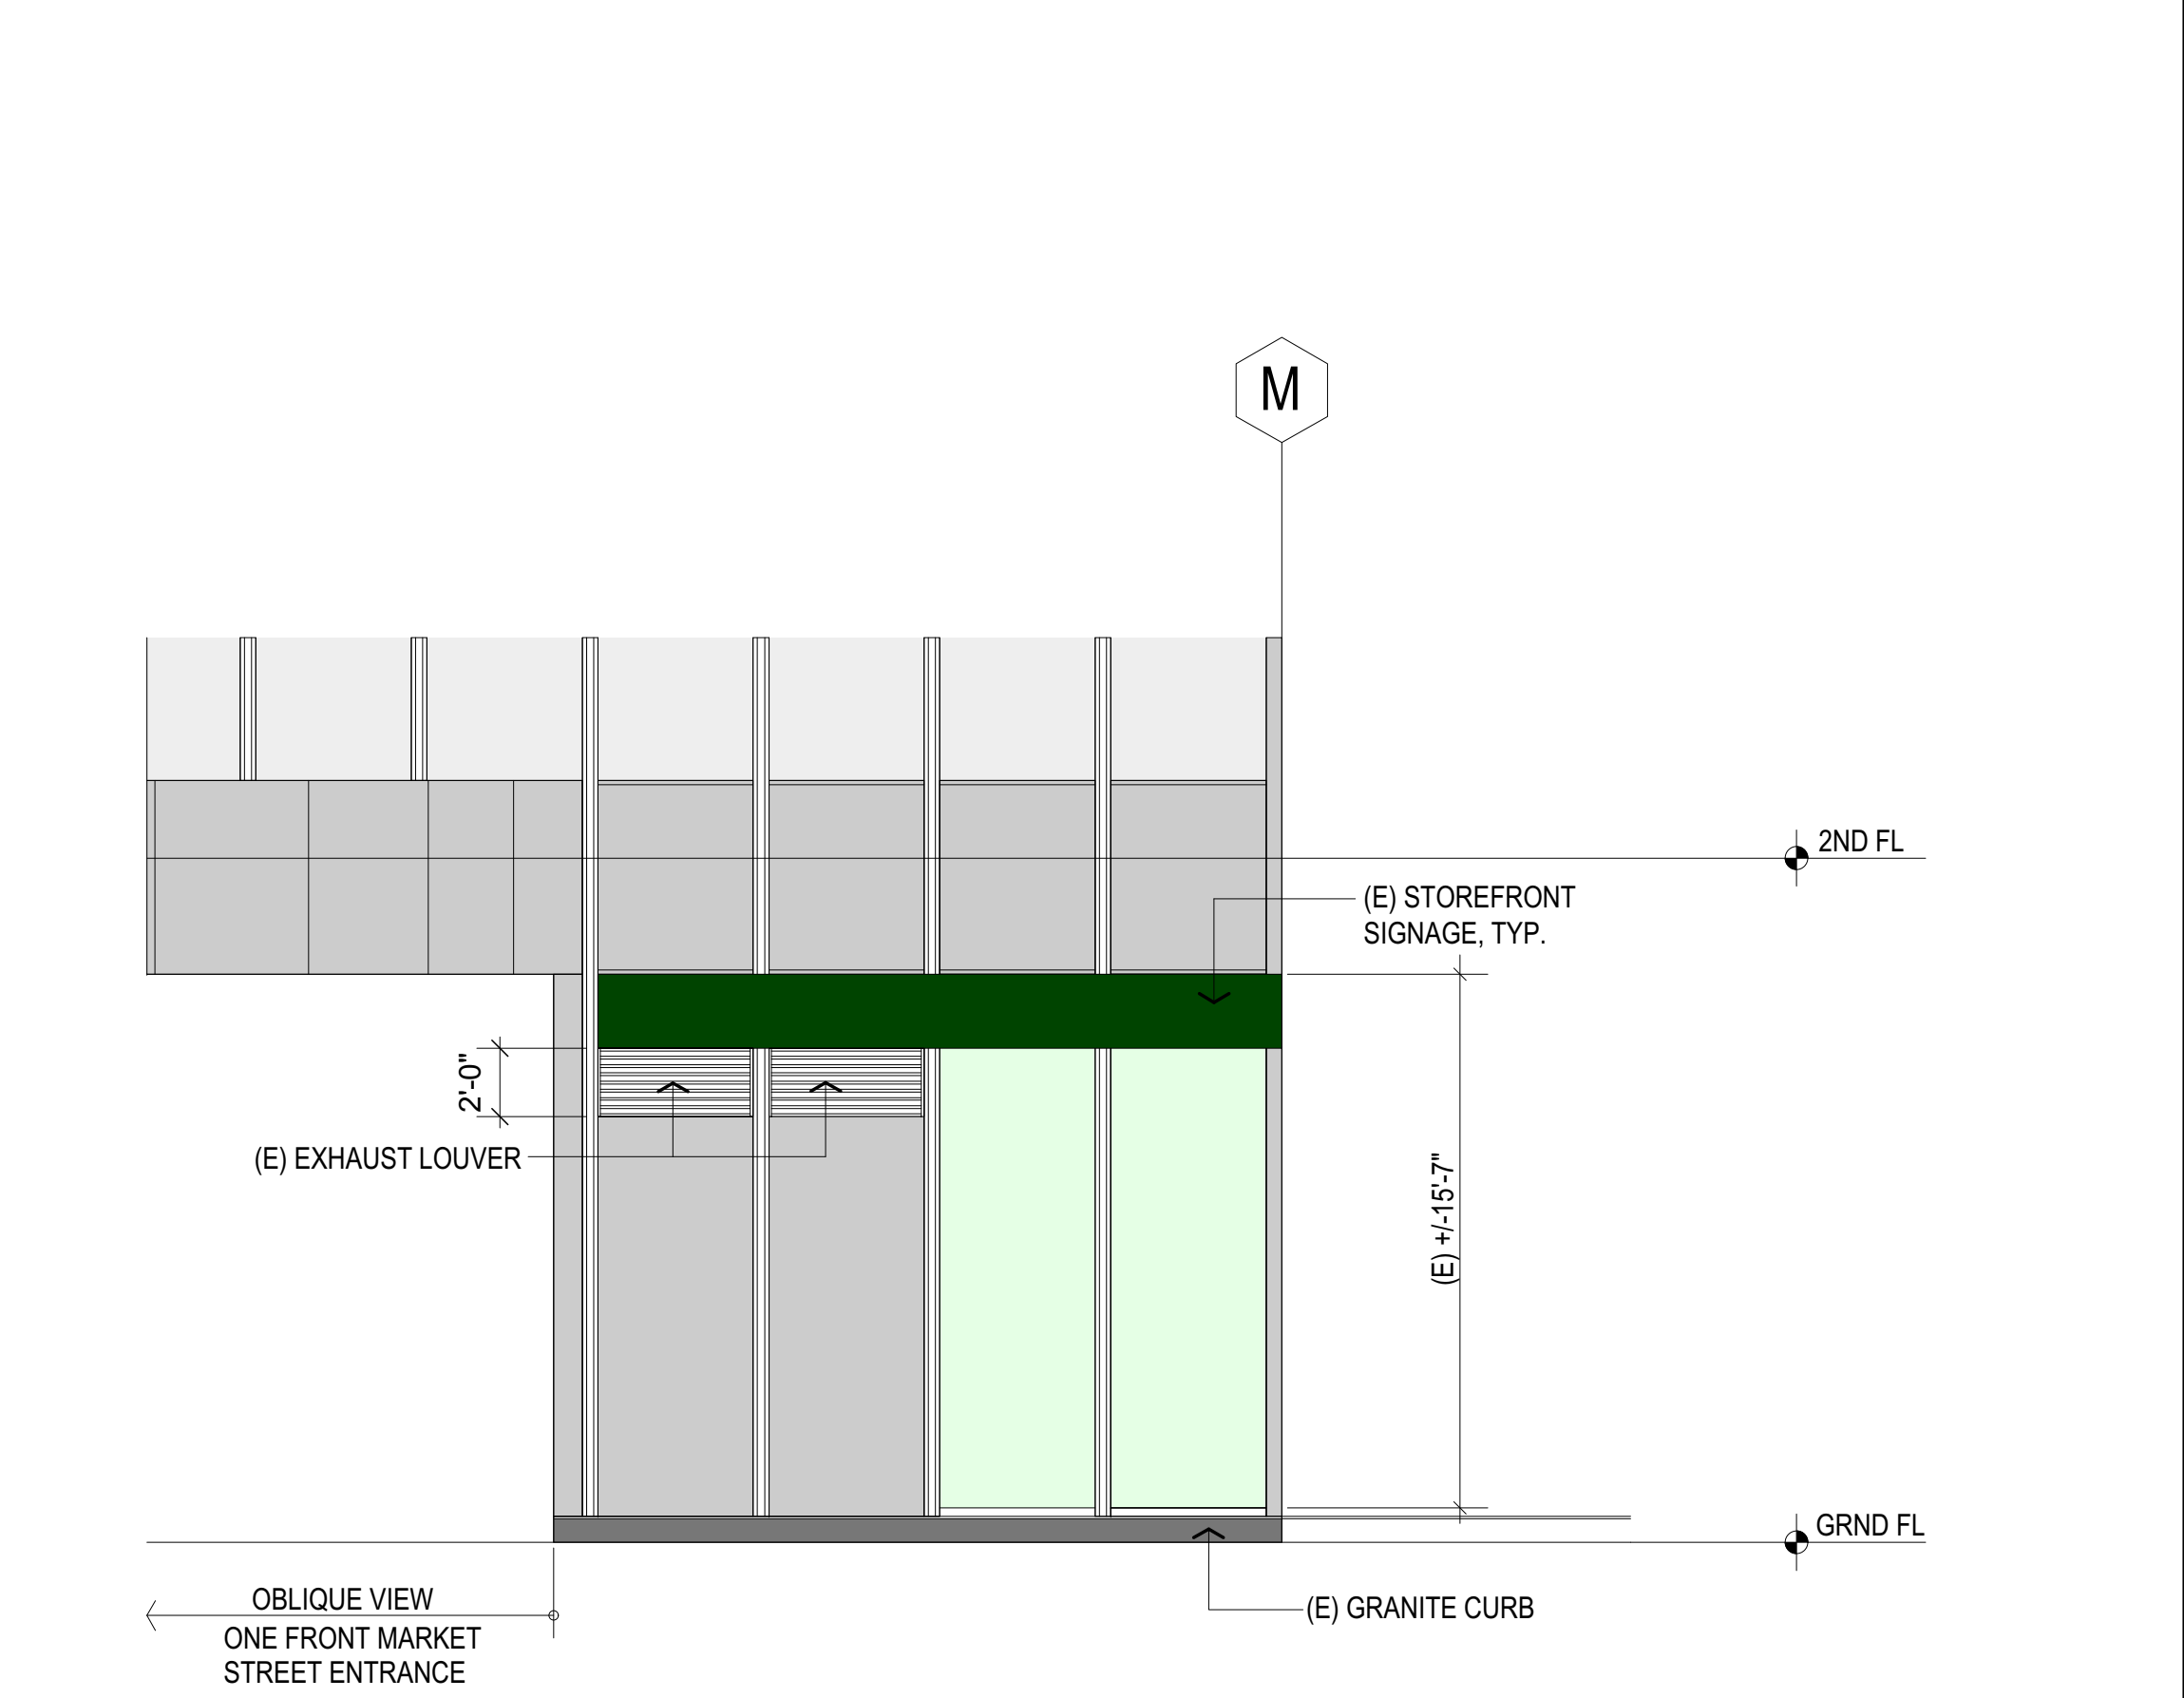 M
2ND FL
(E) STOREFRONT
SIGNAGE, TYP.
2'-0"
(E) EXHAUST LOUVER
(E) +/-15'-7"
GRND FL
OBLIQUE VIEW
ONE FRONT MARKET
STREET ENTRANCE
(E) GRANITE CURB